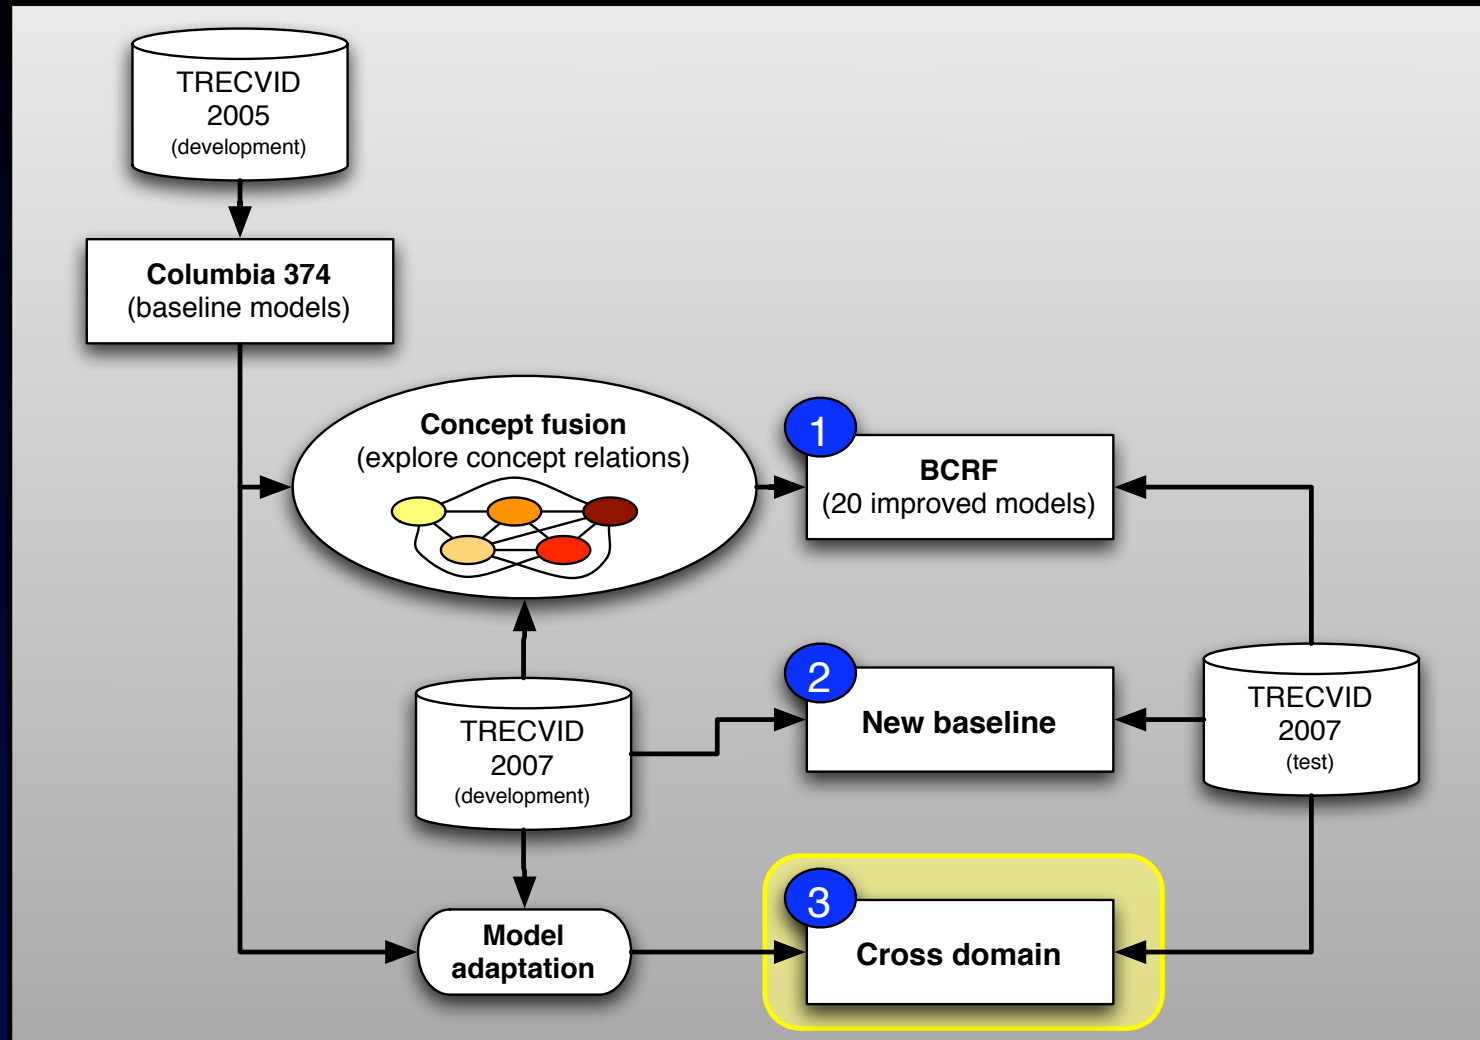 TRECVID
2005
(development)
Columbia 374
(baseline models)
Concept fusion
(explore concept relations)
1
BCRF
(20 improved models)
2
New baseline
TRECVID
2007
(development)
TRECVID
2007
(test)
Model
adaptation
3
Cross domain